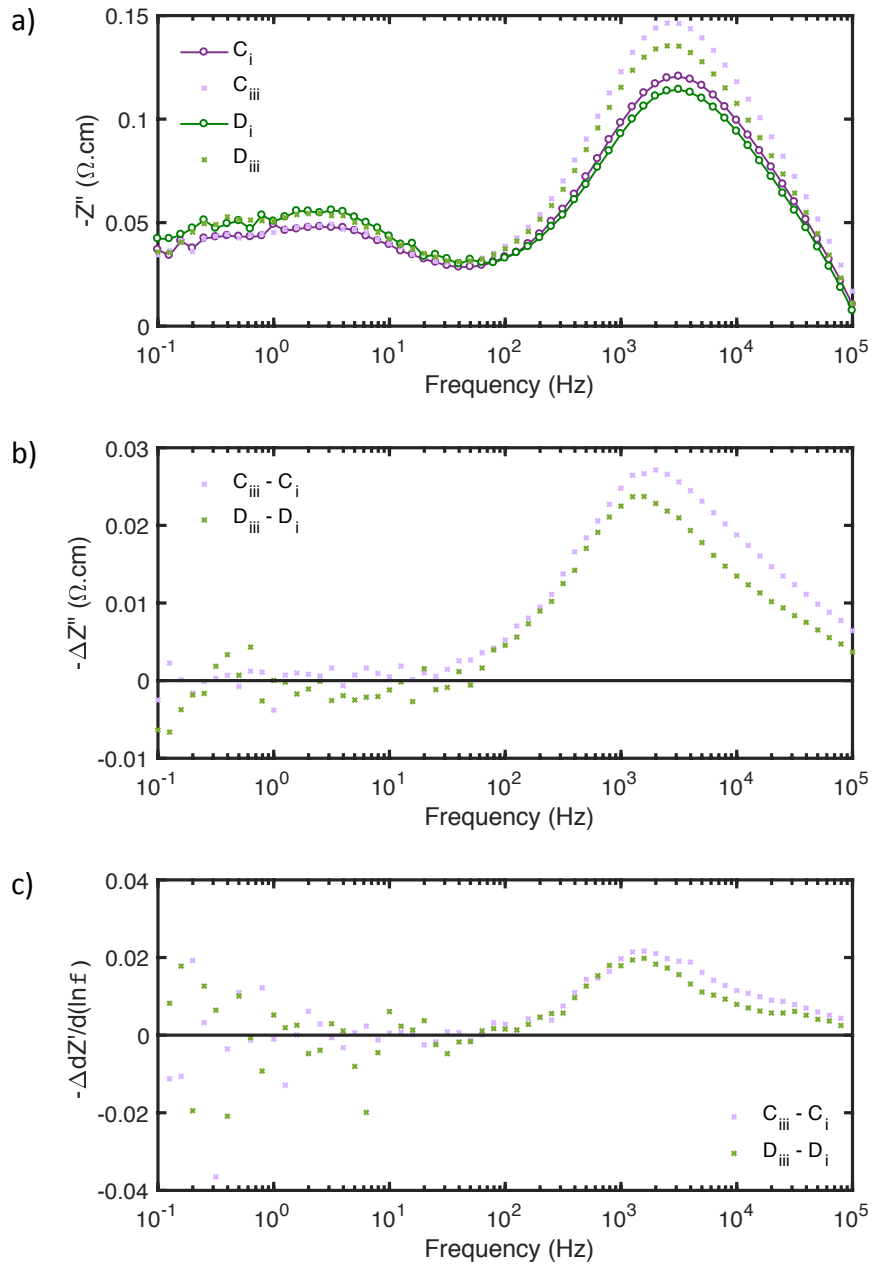 a)
0.15
0.10
0.05
0
-Z" (Ω.cm)
C_i
C_iii
D_i
D_iii
10^-1 10^0 10^1 10^2 10^3 10^4 10^5
Frequency (Hz)
b)
0.03
0.02
0.01
0
-0.01
-ΔZ" (Ω.cm)
C_iii - C_i
D_iii - D_i
10^-1 10^0 10^1 10^2 10^3 10^4 10^5
Frequency (Hz)
c)
0.04
0.02
0
-0.02
-0.04
-ΔdZ'/d(ln f)
C_iii - C_i
D_iii - D_i
10^-1 10^0 10^1 10^2 10^3 10^4 10^5
Frequency (Hz)